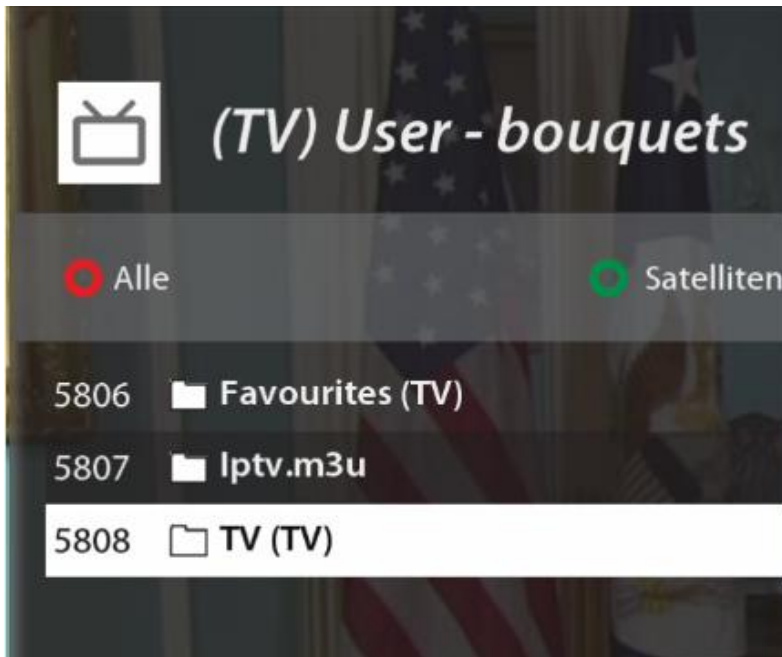 (TV) User - bouquets
Alle
Satelliten
5806 Favourites (TV)
5807 Iptv.m3u
5808 TV (TV)